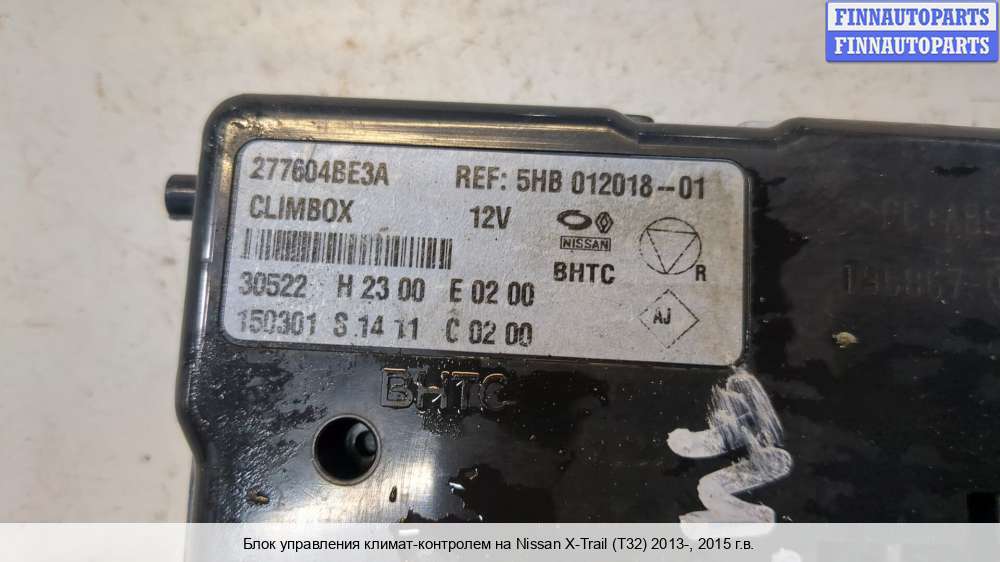 FINNAUTOPARTS
FINNAUTOPARTS
277604BE3A REF: 5HB 012018-01
CLIMBOX 12V
NISSAN
BHTC R
30522 H 23 00 E 02 00
AJ
150301 S 14 11 C 02 00
BHTC
Блок управления климат-контролем на Nissan X-Trail (T32) 2013-, 2015 г.в.